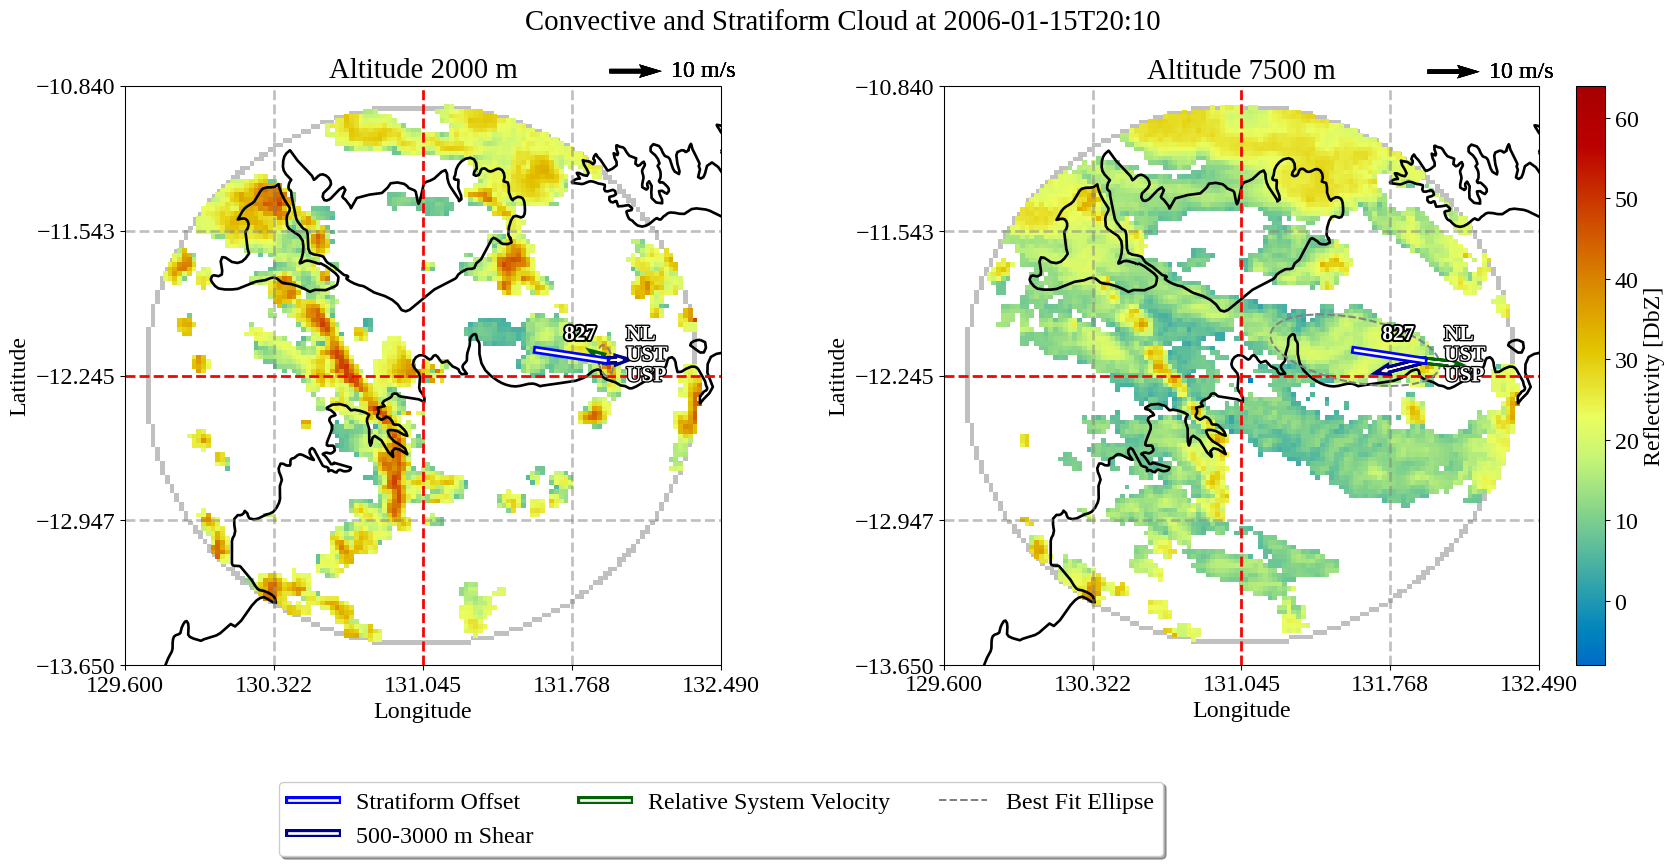 Convective and Stratiform Cloud at 2006-01-15T20:10
Altitude 2000 m
10 m/s
Altitude 7500 m
10 m/s
−10.840
−11.543
−12.245
−12.947
−13.650
129.600
130.322
131.045
131.768
132.490
Latitude
Longitude
827
NL
UST
USP
−10.840
−11.543
−12.245
−12.947
−13.650
129.600
130.322
131.045
131.768
132.490
Latitude
Longitude
827
NL
UST
USP
60
50
40
30
20
10
0
Reflectivity [DbZ]
Stratiform Offset
Relative System Velocity
Best Fit Ellipse
500-3000 m Shear